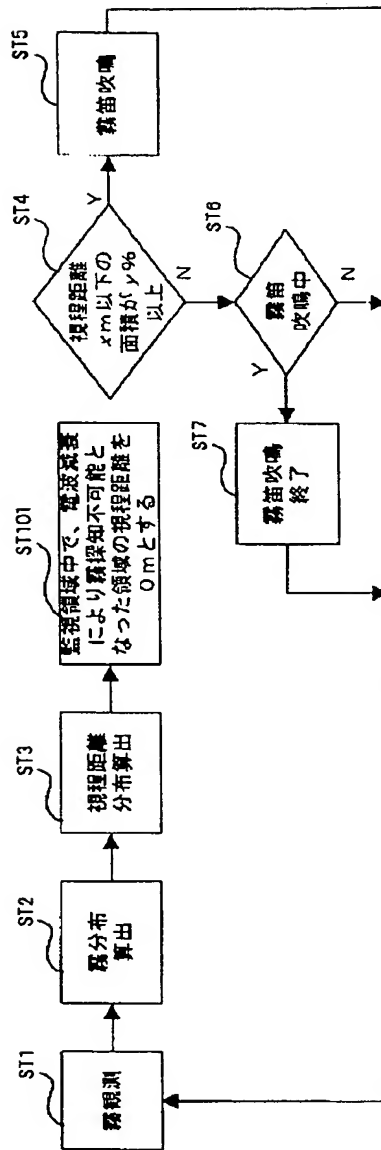 ST1
霧観測
ST2
霧分布
算出
ST3
視程距離
分布算出
ST101
監視領域中で、電波減衰
により霧探知不可能と
なった領域の視程距離を
0mとする
ST4
視程距離
xm以下の
面積がy%
以上
Y
N
ST5
霧笛吹鳴
ST6
霧笛
吹鳴中
Y
N
ST7
霧笛吹鳴
終了